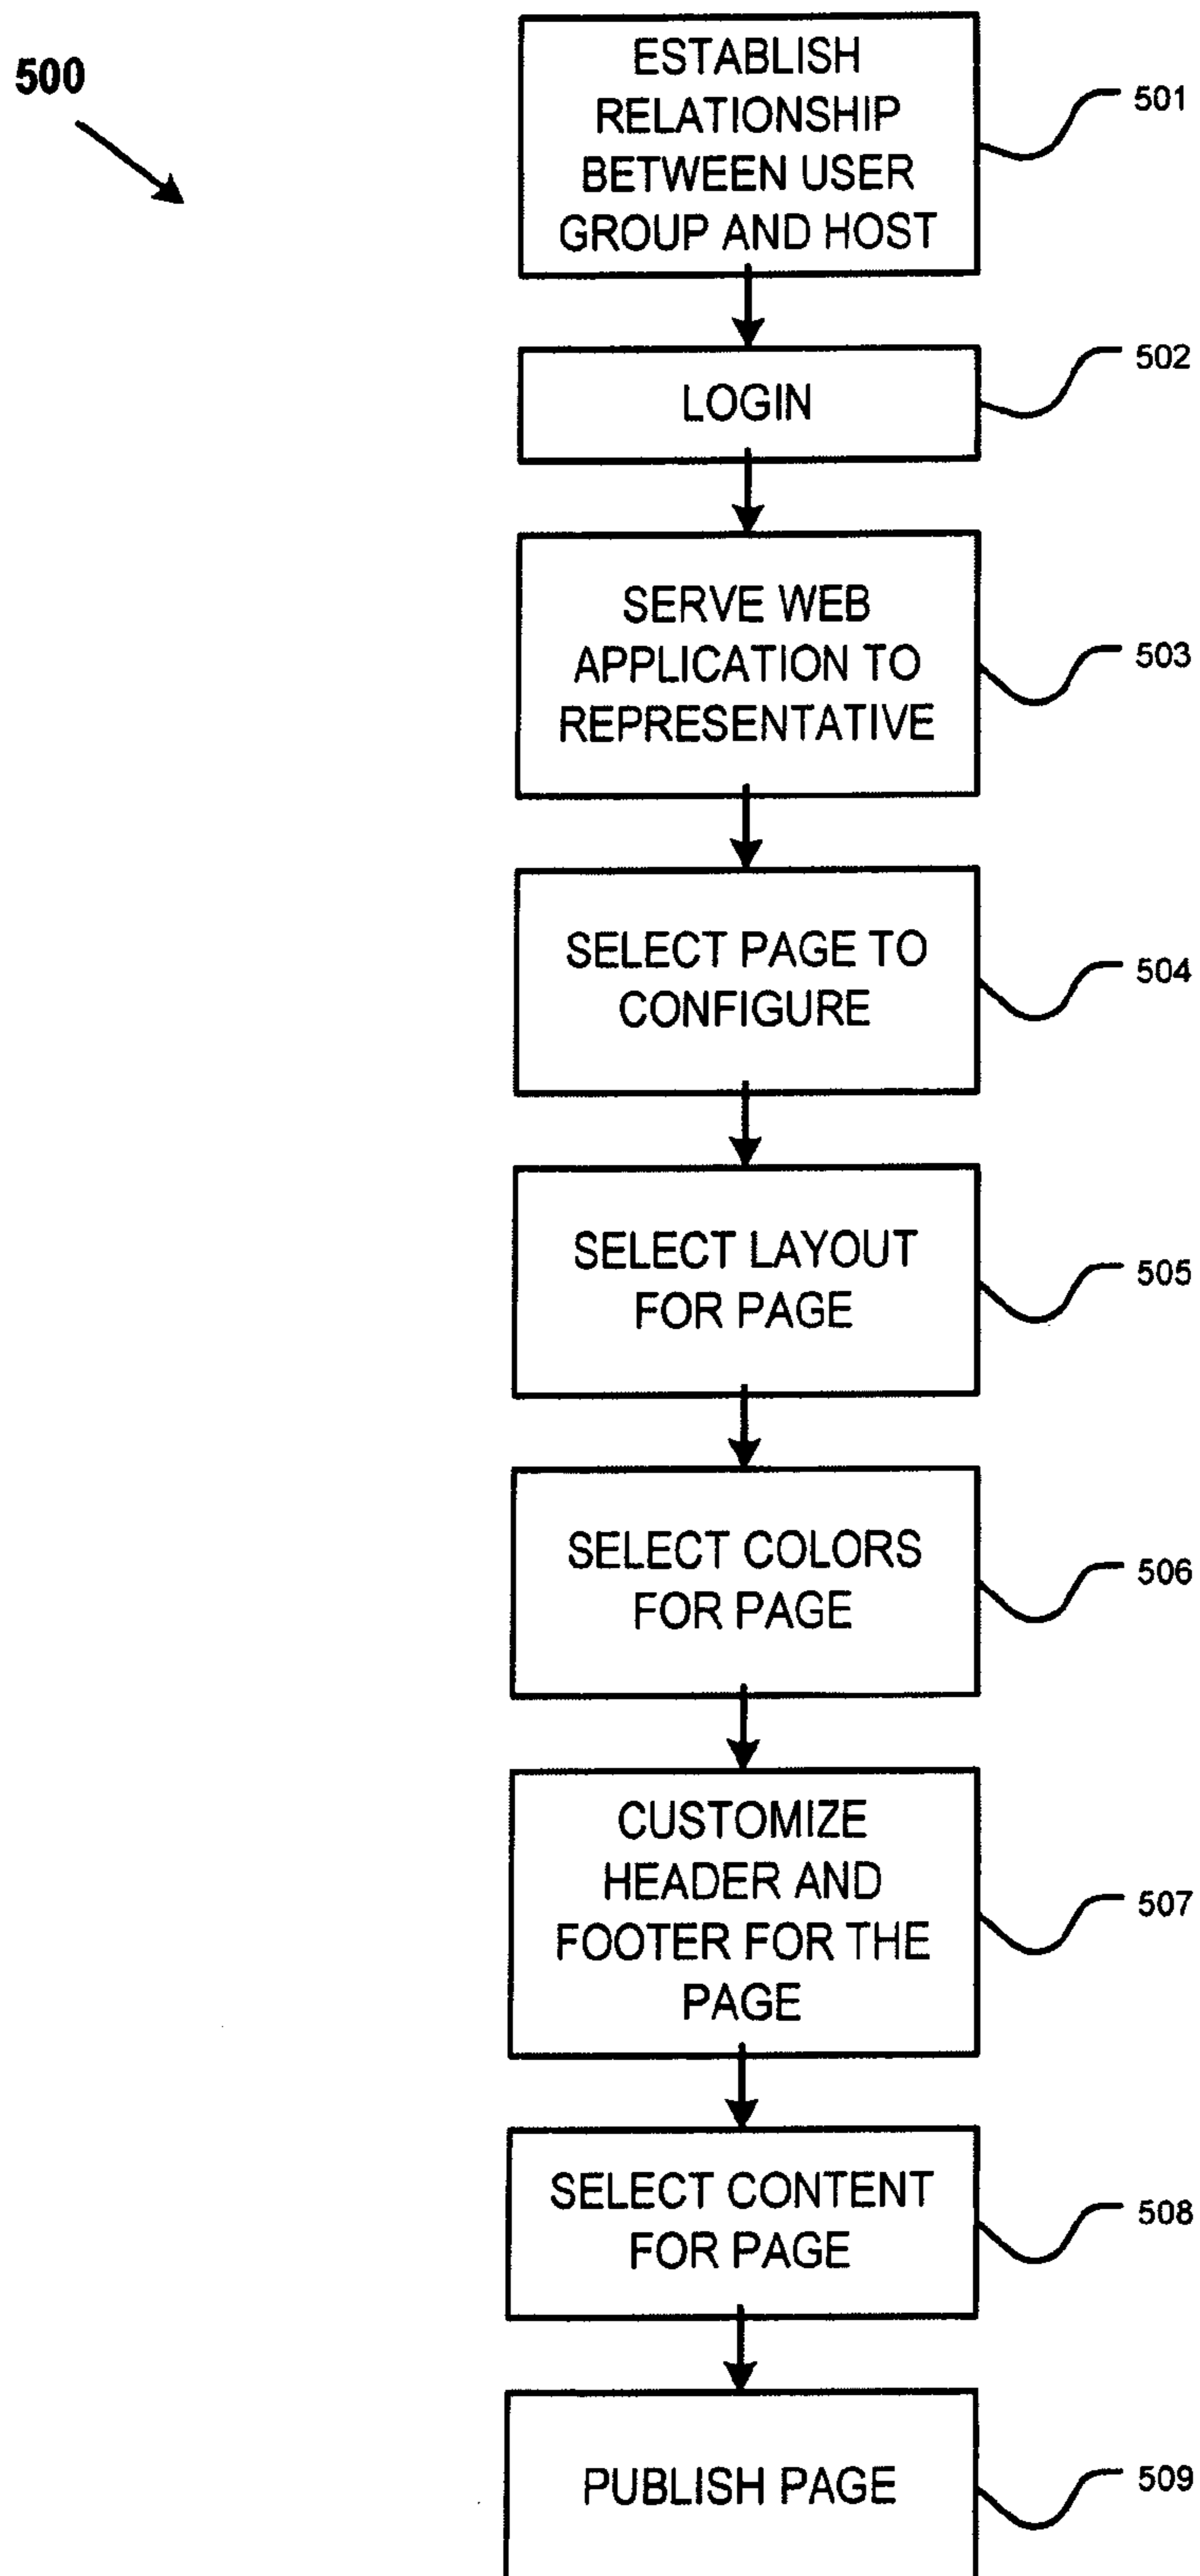 500
ESTABLISH
RELATIONSHIP
BETWEEN USER
GROUP AND HOST
501
LOGIN
502
SERVE WEB
APPLICATION TO
REPRESENTATIVE
503
SELECT PAGE TO
CONFIGURE
504
SELECT LAYOUT
FOR PAGE
505
SELECT COLORS
FOR PAGE
506
CUSTOMIZE
HEADER AND
FOOTER FOR THE
PAGE
507
SELECT CONTENT
FOR PAGE
508
PUBLISH PAGE
509